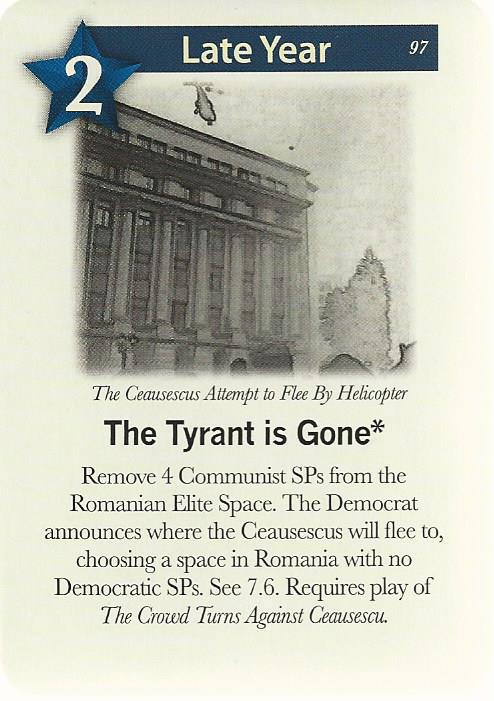 Late Year
97
2
The Ceausescus Attempt to Flee By Helicopter
The Tyrant is Gone*
Remove 4 Communist SPs from the
Romanian Elite Space. The Democrat
announces where the Ceausescus will flee to,
choosing a space in Romania with no
Democratic SPs. See 7.6. Requires play of
The Crowd Turns Against Ceausescu.